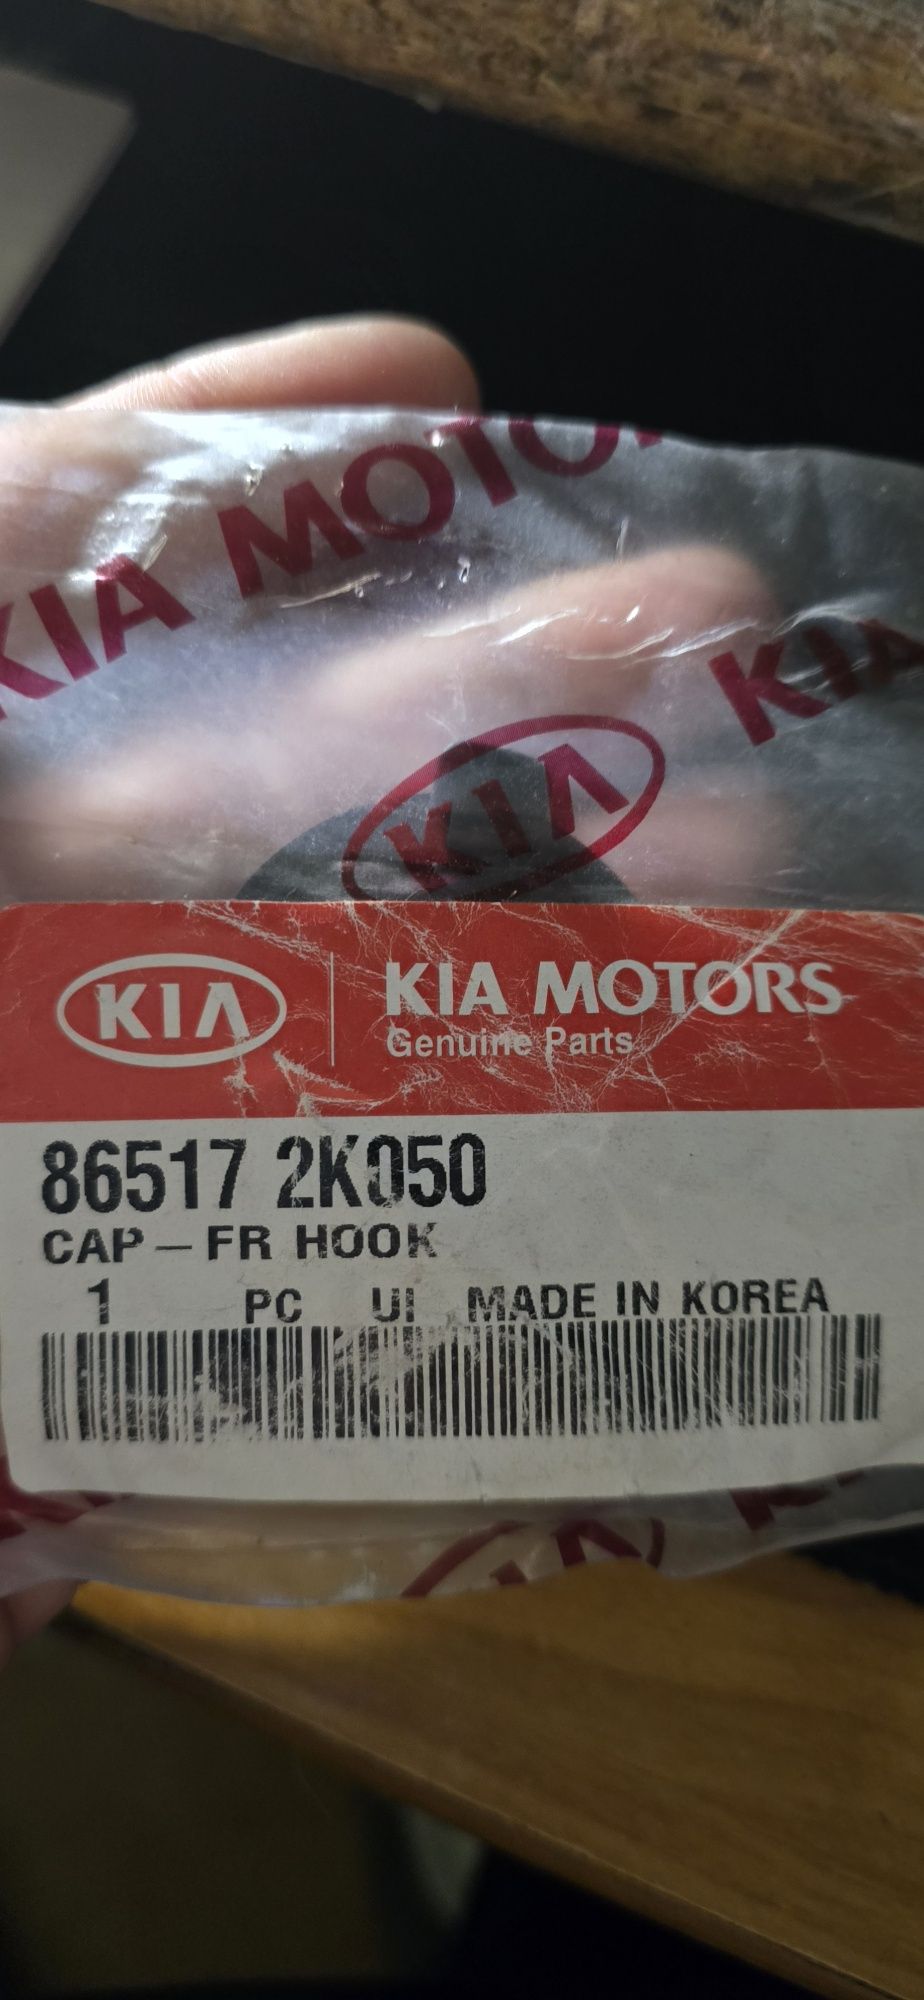 KIA MOTOR
KIA
KIA
KIA
KIA MOTORS
Genuine Parts
86517 2K050
CAP – FR HOOK
1 PC UI MADE IN KOREA
KIA